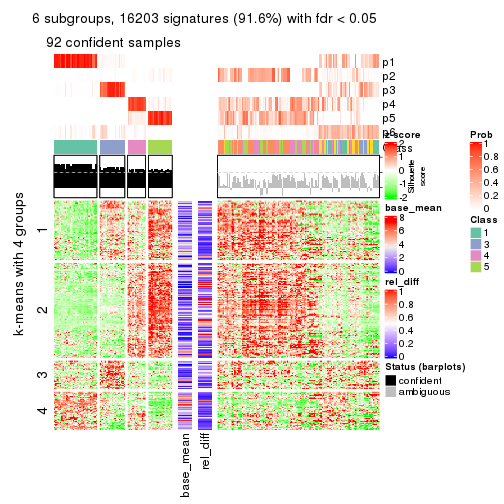 6 subgroups, 16203 signatures (91.6%) with fdr < 0.05
92 confident samples
p1
p2
p3
p4
p5
p6
Class
z-score
2
1
0
-1
-2
Silhouette
score
Prob
1
0.8
0.6
0.4
0.2
0
Class
1
3
4
5
base_mean
8
6
4
2
0
rel_diff
1
0.8
0.6
0.4
0.2
0
Status (barplots)
confident
ambiguous
k-means with 4 groups
1
2
3
4
base_mean
rel_diff